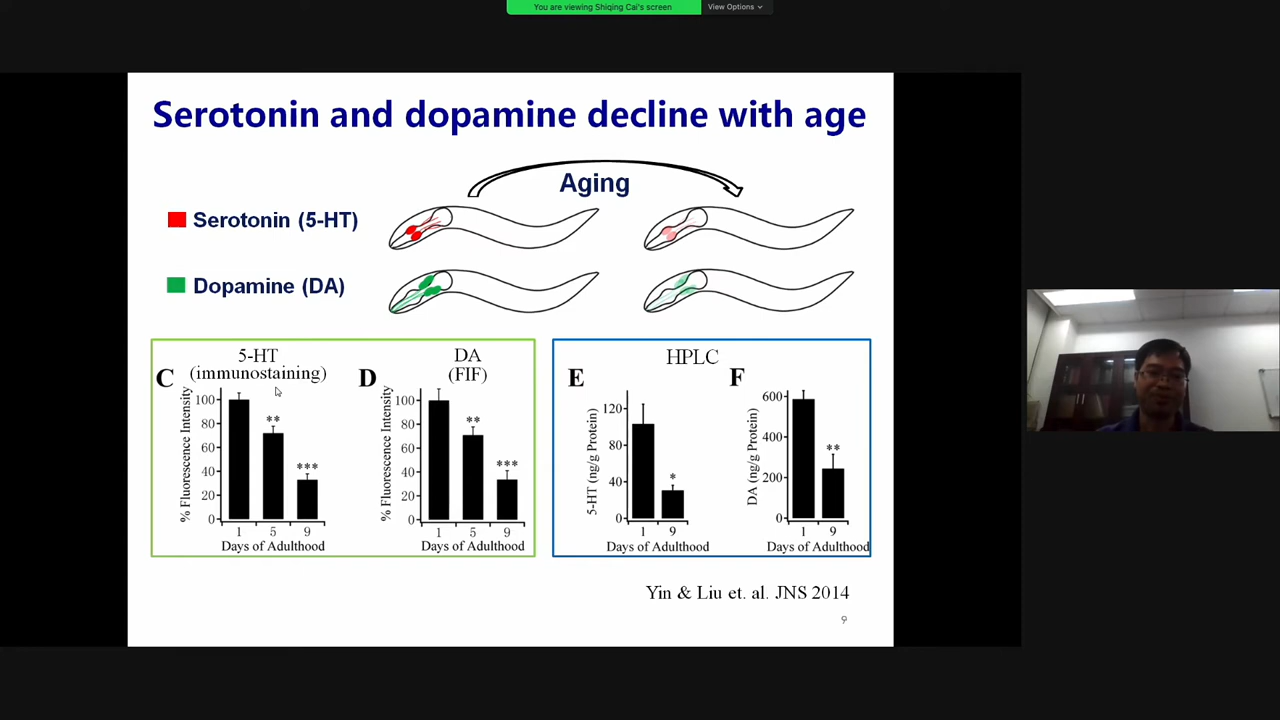 You are viewing Shiqing Cai's screen
View Options
Serotonin and dopamine decline with age
Aging
Serotonin (5-HT)
Dopamine (DA)
5-HT
(immunostaining)
C
% Fluorescence Intensity
100
80
60
40
20
0
**
***
1 5 9
Days of Adulthood
DA
(FIF)
D
% Fluorescence Intensity
100
80
60
40
20
0
**
***
1 5 9
Days of Adulthood
HPLC
E
5-HT (ng/g Protein)
120
80
40
0
*
1 9
Days of Adulthood
F
DA (ng/g Protein)
600
400
200
0
**
1 9
Days of Adulthood
Yin & Liu et. al. JNS 2014
9